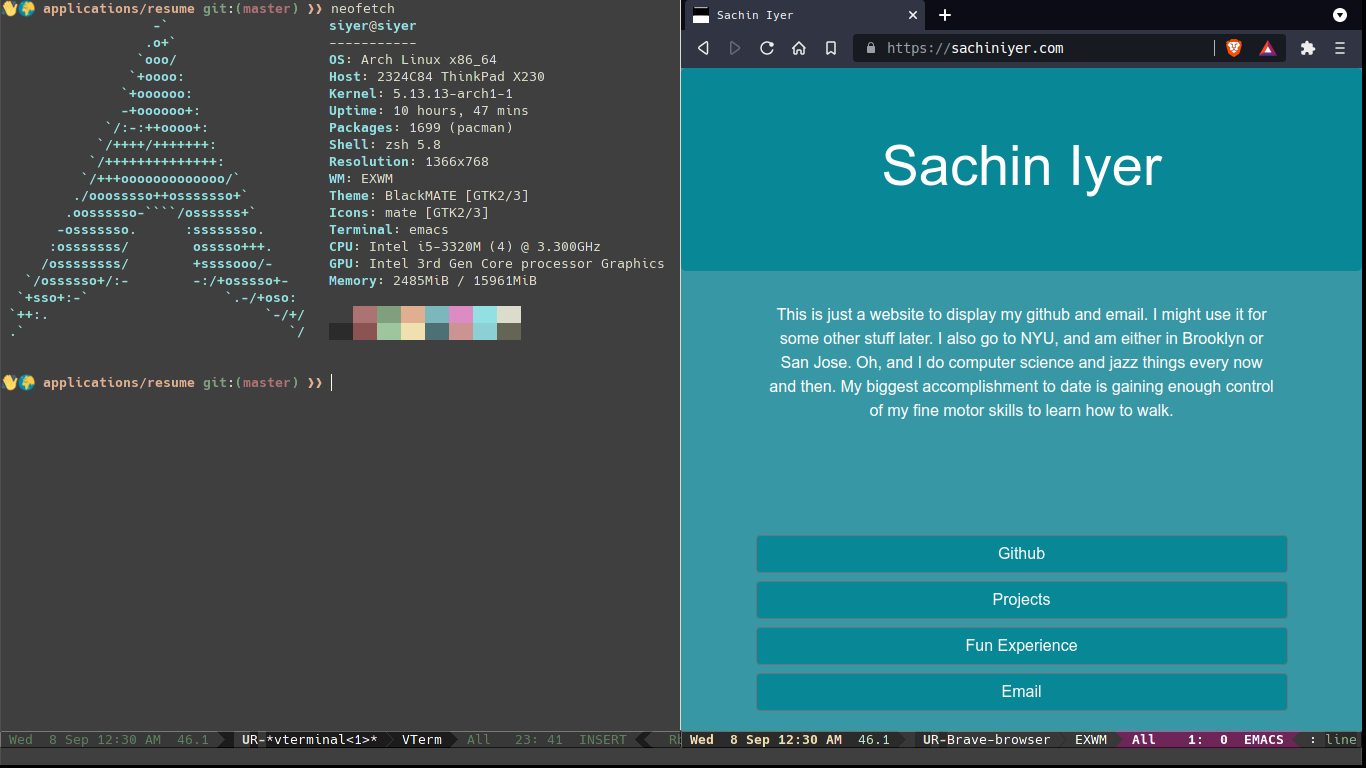 applications/resume git:(master) ❱❱ neofetch
siyer@siyer
-----------
OS: Arch Linux x86_64
Host: 2324C84 ThinkPad X230
Kernel: 5.13.13-arch1-1
Uptime: 10 hours, 47 mins
Packages: 1699 (pacman)
Shell: zsh 5.8
Resolution: 1366x768
WM: EXWM
Theme: BlackMATE [GTK2/3]
Icons: mate [GTK2/3]
Terminal: emacs
CPU: Intel i5-3320M (4) @ 3.300GHz
GPU: Intel 3rd Gen Core processor Graphics
Memory: 2485MiB / 15961MiB
applications/resume git:(master) ❱❱
Wed 8 Sep 12:30 AM 46.1 UR-*vterminal<1>* VTerm All 23: 41 INSERT
Sachin Iyer
https://sachiniyer.com
Sachin Iyer
This is just a website to display my github and email. I might use it for
some other stuff later. I also go to NYU, and am either in Brooklyn or
San Jose. Oh, and I do computer science and jazz things every now
and then. My biggest accomplishment to date is gaining enough control
of my fine motor skills to learn how to walk.
Github
Projects
Fun Experience
Email
Wed 8 Sep 12:30 AM 46.1 UR-Brave-browser EXWM All 1: 0 EMACS : line